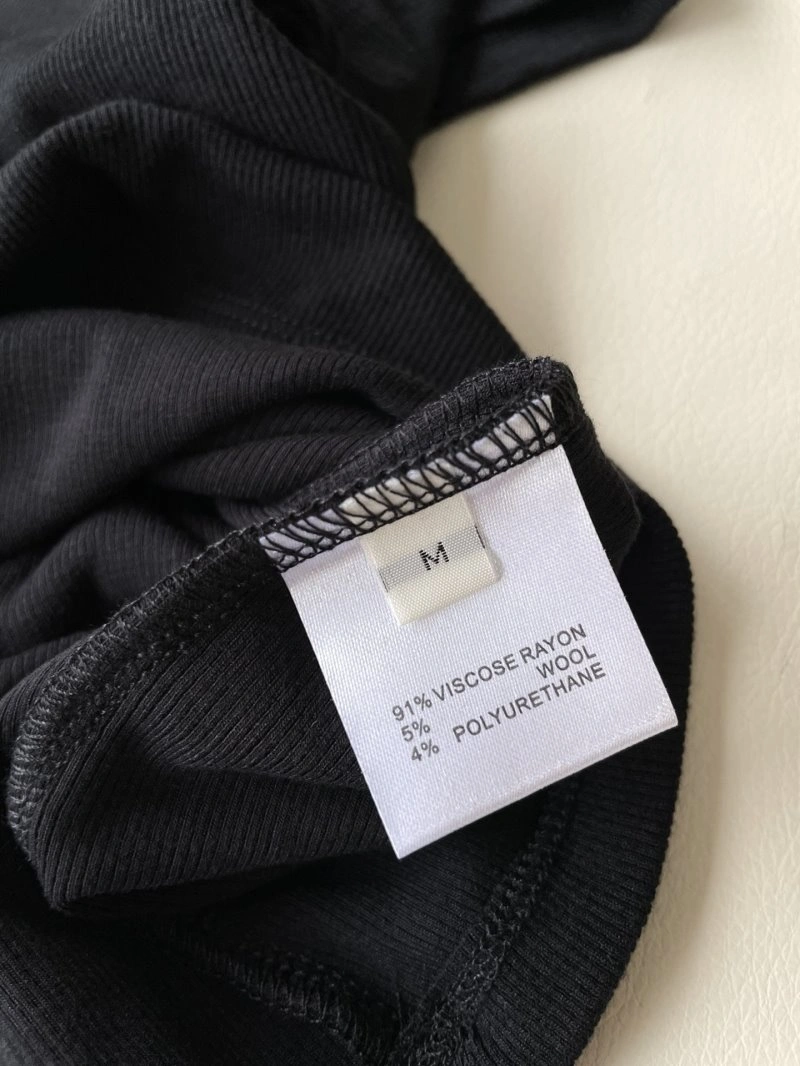 M
91% VISCOSE RAYON
5% WOOL
4% POLYURETHANE